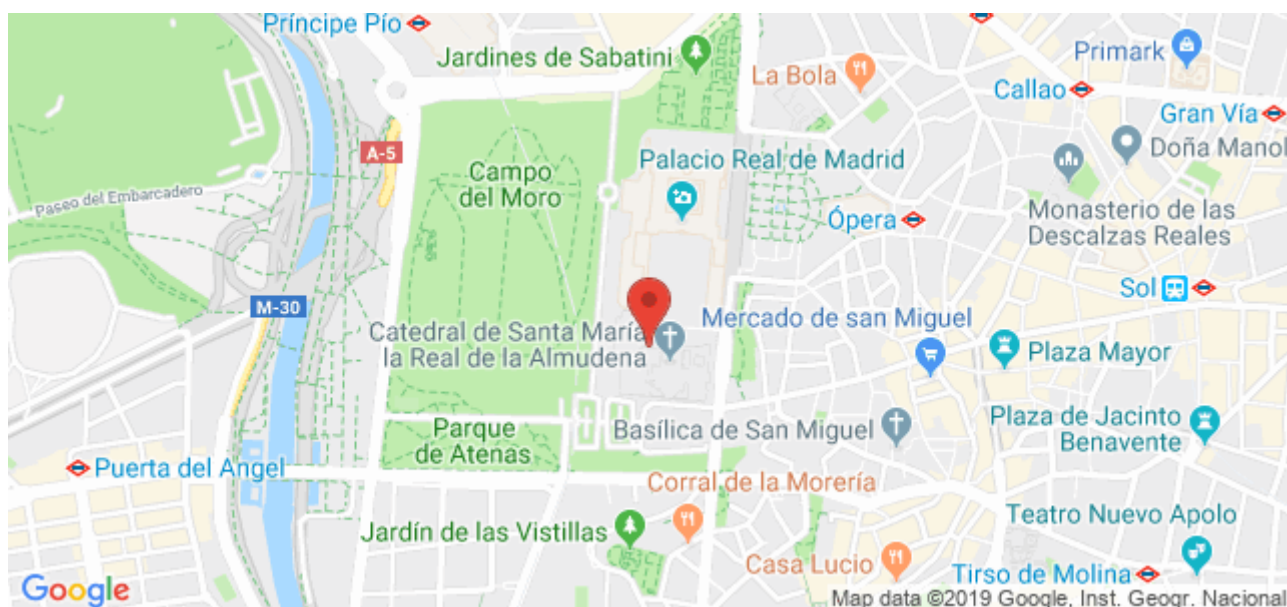 Príncipe Pío
Jardines de Sabatini
La Bola
Primark
Callao
Gran Vía
A-5
Campo
del Moro
Palacio Real de Madrid
Doña Manol
Paseo del Embarcadero
Ópera
Monasterio de las
Descalzas Reales
Sol
M-30
Catedral de Santa María
la Real de la Almudena
Mercado de san Miguel
Plaza Mayor
Parque
de Atenas
Basílica de San Miguel
Plaza de Jacinto
Benavente
Puerta del Angel
Corral de la Morería
Jardín de las Vistillas
Teatro Nuevo Apolo
Casa Lucio
Tirso de Molina
Google
Map data ©2019 Google, Inst. Geogr. Nacional